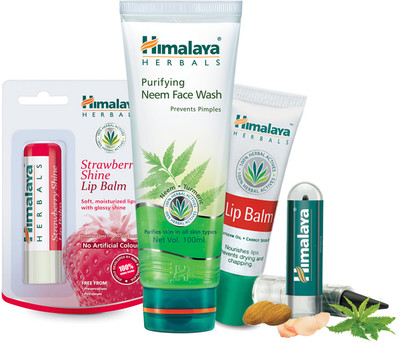 Himalaya
HERBALS
Strawberry
Shine
Lip Balm
Soft, moisturized lips
with glossy shine
No Artificial Colour
FREE FROM
100%
Himalaya
HERBALS
Strawberry Shine
Himalaya
HERBALS
Purifying
Neem Face Wash
Prevents Pimples
Neem • Turmeric
Purifies skin in all skin types
Net Vol. 100ml
Himalaya
HERBALS
Lip Balm
Nourishes lips
Prevents drying and
chapping.
Himalaya